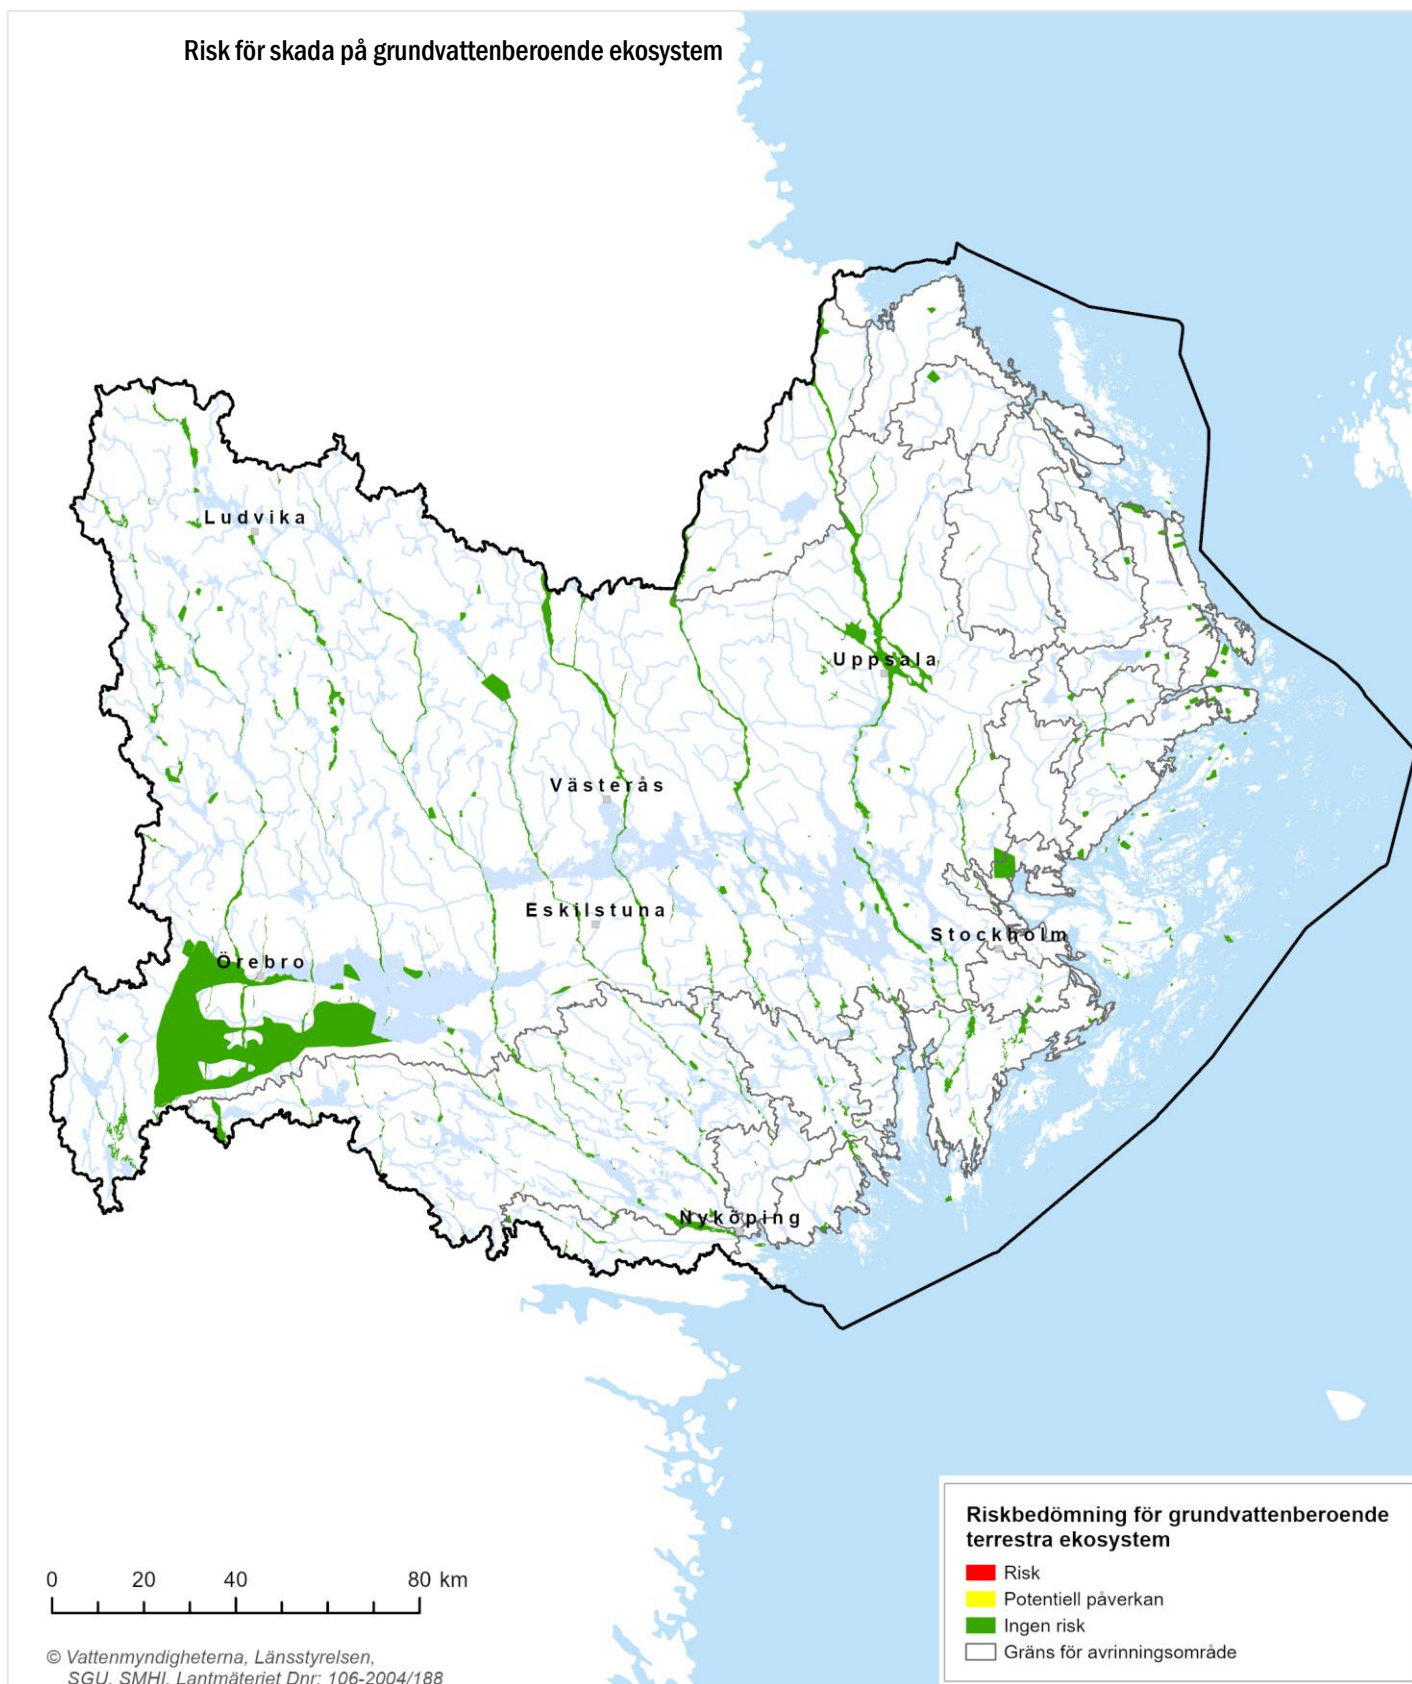 Risk för skada på grundvattenberoende ekosystem
Ludvika
Uppsala
Västerås
Eskilstuna
Stockholm
Örebro
Nyköping
Riskbedömning för grundvattenberoende
terrestra ekosystem
Risk
Potentiell påverkan
Ingen risk
Gräns för avrinningsområde
0 20 40 80 km
© Vattenmyndigheterna, Länsstyrelsen,
SGU, SMHI, Lantmäteriet Dnr: 106-2004/188